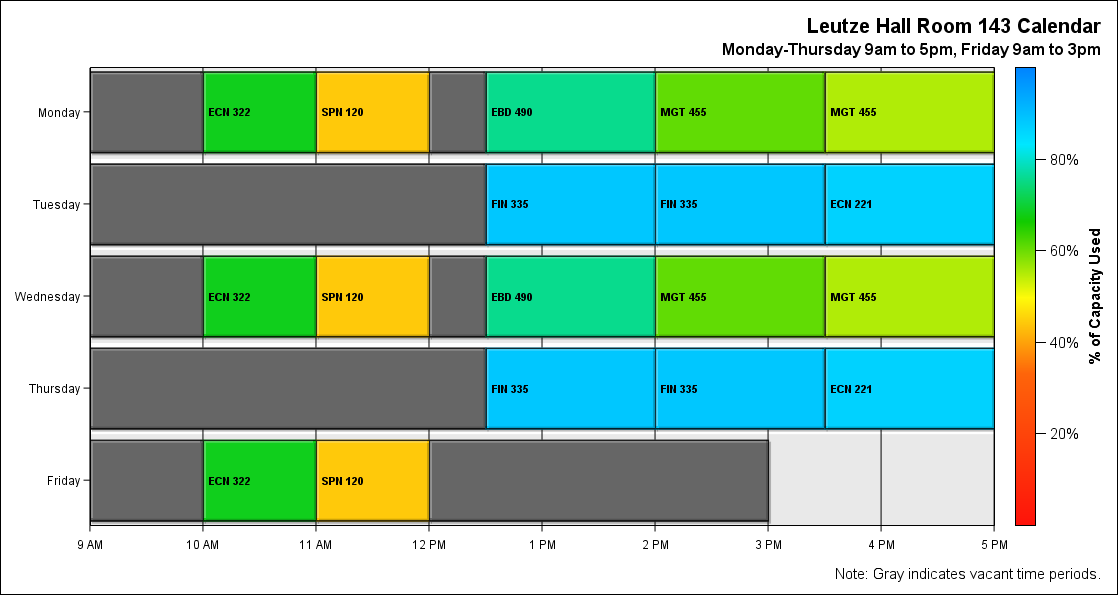 Leutze Hall Room 143 Calendar
Monday-Thursday 9am to 5pm, Friday 9am to 3pm
Monday
ECN 322
SPN 120
EBD 490
MGT 455
MGT 455
Tuesday
FIN 335
FIN 335
ECN 221
Wednesday
ECN 322
SPN 120
EBD 490
MGT 455
MGT 455
Thursday
FIN 335
FIN 335
ECN 221
Friday
ECN 322
SPN 120
9 AM
10 AM
11 AM
12 PM
1 PM
2 PM
3 PM
4 PM
5 PM
80%
60%
40%
20%
% of Capacity Used
Note: Gray indicates vacant time periods.